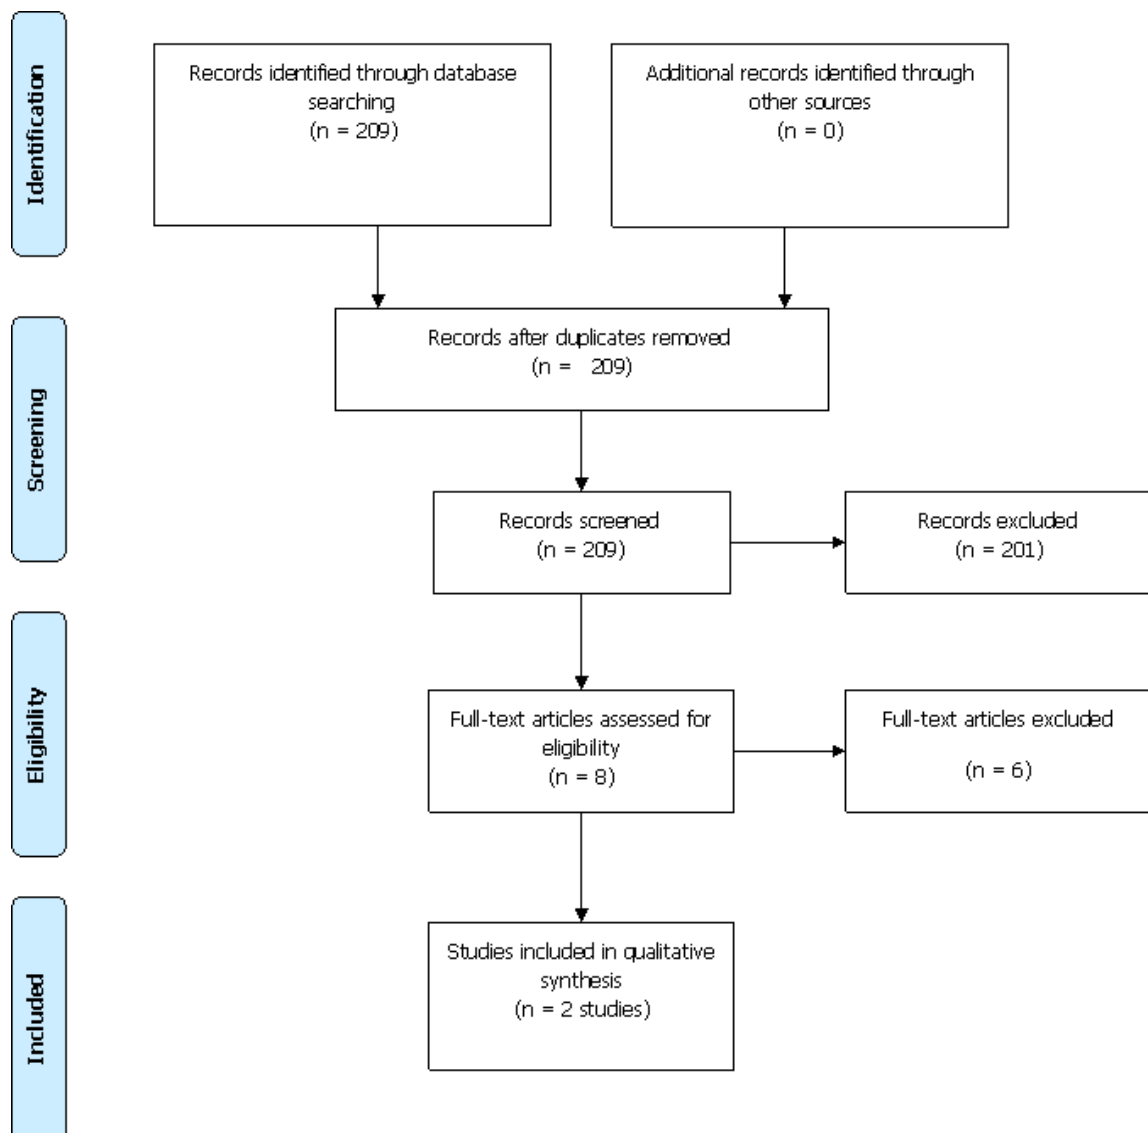 Identification
Records identified through database
searching
(n = 209)
Additional records identified through
other sources
(n = 0)
Screening
Records after duplicates removed
(n = 209)
Records screened
(n = 209)
Records excluded
(n = 201)
Eligibility
Full-text articles assessed for
eligibility
(n = 8)
Full-text articles excluded
(n = 6)
Included
Studies included in qualitative
synthesis
(n = 2 studies)